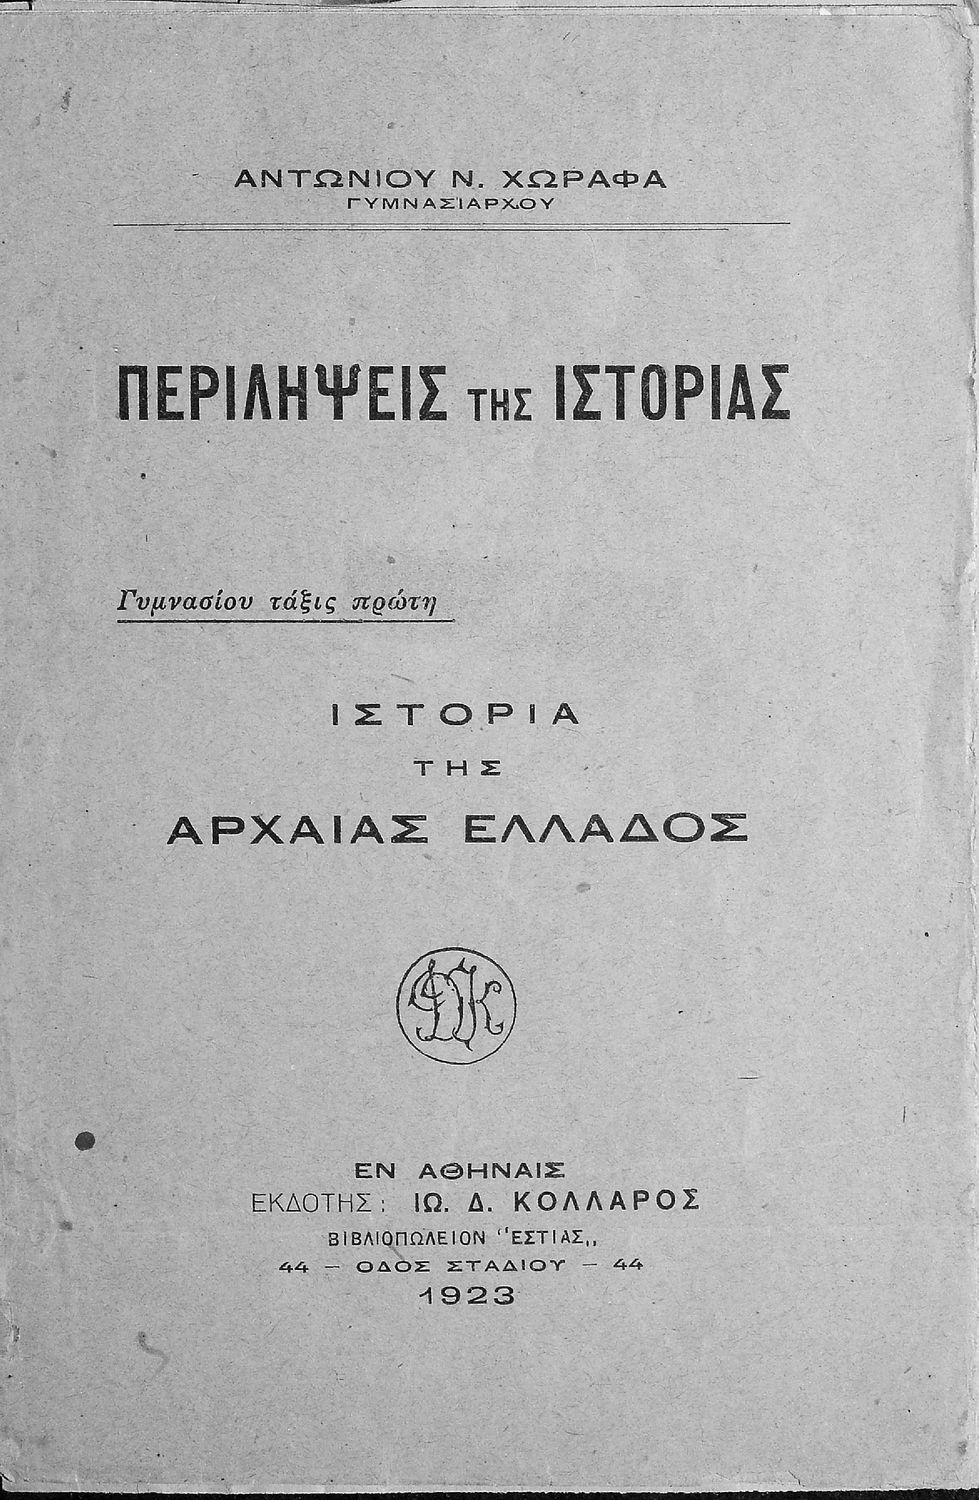 ΑΝΤΩΝΙΟΥ Ν. ΧΩΡΑΦΑ
ΓΥΜΝΑΣΙΑΡΧΟΥ
ΠΕΡΙΛΗΨΕΙΣ ΤΗΣ ΙΣΤΟΡΙΑΣ
Γυμνασίου τάξις πρώτη
ΙΣΤΟΡΙΑ
ΤΗΣ
ΑΡΧΑΙΑΣ ΕΛΛΑΔΟΣ
ΕΝ ΑΘΗΝΑΙΣ
ΕΚΔΟΤΗΣ: ΙΩ. Δ. ΚΟΛΛΑΡΟΣ
ΒΙΒΛΙΟΠΩΛΕΙΟΝ ‘‘ΕΣΤΙΑΣ,,
44 — ΟΔΟΣ ΣΤΑΔΙΟΥ — 44
1923